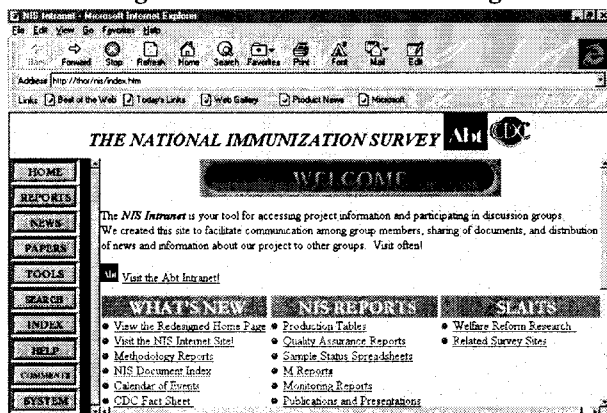 NIS Intranet - Microsoft Internet Explorer
File Edit View Go Favorites Help
Back Forward Stop Refresh Home Search Favorites Print Font Mail Edit
Address http://thor/nis/index.htm
Links Best of the Web Today's Links Web Gallery Product News Microsoft
THE NATIONAL IMMUNIZATION SURVEY Abt CDC
HOME
REPORTS
NEWS
PAPERS
TOOLS
SEARCH
INDEX
HELP
COMMENTS
SYSTEM
WELCOME
The NIS Intranet is your tool for accessing project information and participating in discussion groups.
We created this site to facilitate communication among group members, sharing of documents, and distribution
of news and information about our project to other groups. Visit often!
Abt Visit the Abt Intranet!
WHAT'S NEW
View the Redesigned Home Page
Visit the NIS Internet Site!
Methodology Reports
NIS Document Index
Calendar of Events
CDC Fact Sheet
NIS REPORTS
Production Tables
Quality Assurance Reports
Sample Status Spreadsheets
M Reports
Monitoring Reports
Publications and Presentations
SLAITS
Welfare Reform Research
Related Survey Sites